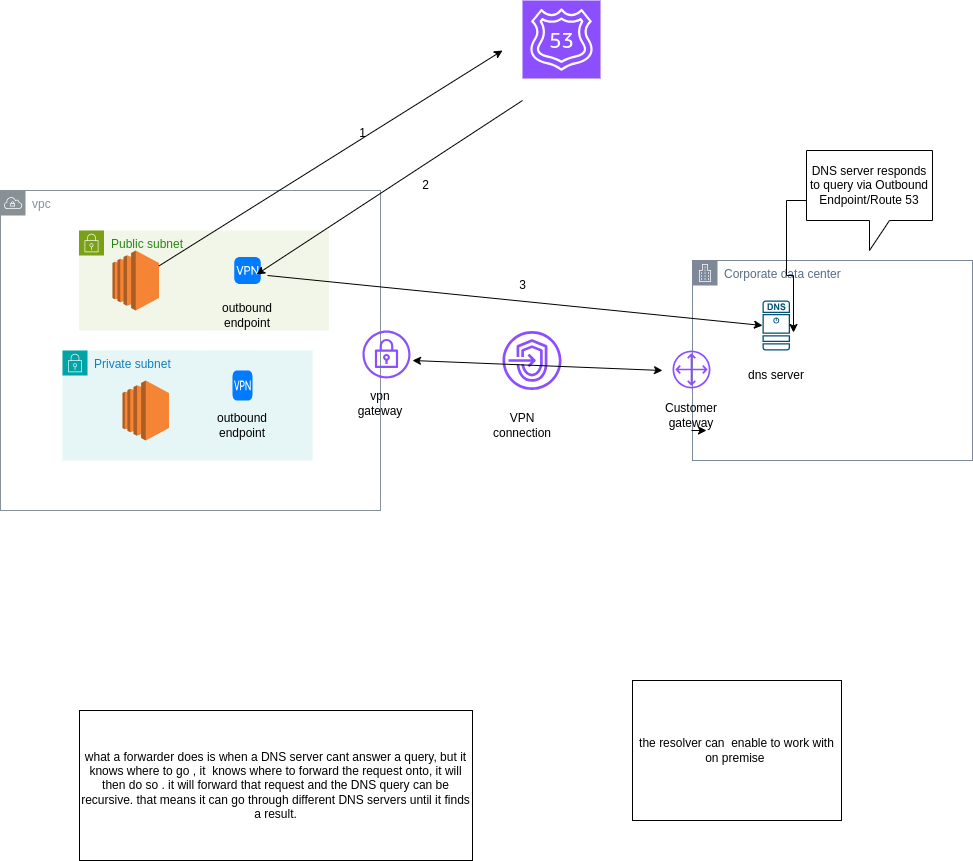 53
1
2
DNS server responds
to query via Outbound
Endpoint/Route 53
vpc
Public subnet
VPN
outbound
endpoint
3
Corporate data center
DNS
dns server
Private subnet
VPN
outbound
endpoint
vpn
gateway
VPN
connection
Customer
gateway
what a forwarder does is when a DNS server cant answer a query, but it
knows where to go , it  knows where to forward the request onto, it will
then do so . it will forward that request and the DNS query can be
recursive. that means it can go through different DNS servers until it finds
a result.
the resolver can  enable to work with
on premise